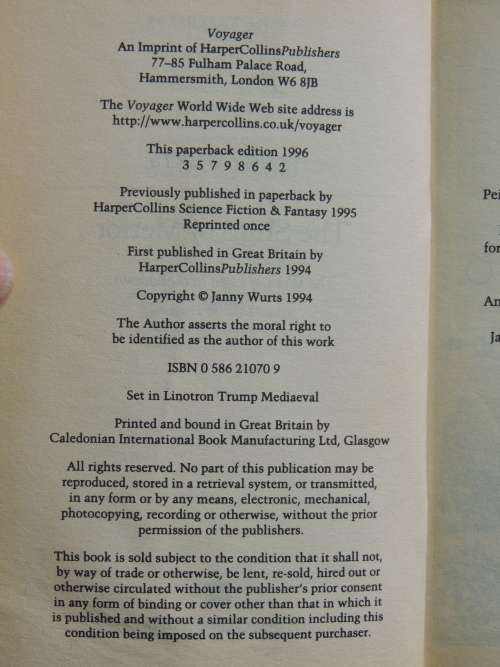 Voyager
An Imprint of HarperCollinsPublishers
77–85 Fulham Palace Road,
Hammersmith, London W6 8JB
The Voyager World Wide Web site address is
http://www.harpercollins.co.uk/voyager
This paperback edition 1996
3 5 7 9 8 6 4 2
Previously published in paperback by
HarperCollins Science Fiction & Fantasy 1995
Reprinted once
First published in Great Britain by
HarperCollinsPublishers 1994
Copyright © Janny Wurts 1994
The Author asserts the moral right to
be identified as the author of this work
ISBN 0 586 21070 9
Set in Linotron Trump Mediaeval
Printed and bound in Great Britain by
Caledonian International Book Manufacturing Ltd, Glasgow
All rights reserved. No part of this publication may be
reproduced, stored in a retrieval system, or transmitted,
in any form or by any means, electronic, mechanical,
photocopying, recording or otherwise, without the prior
permission of the publishers.
This book is sold subject to the condition that it shall not,
by way of trade or otherwise, be lent, re-sold, hired out or
otherwise circulated without the publisher's prior consent
in any form of binding or cover other than that in which it
is published and without a similar condition including this
condition being imposed on the subsequent purchaser.
Pei
for
An
Ja